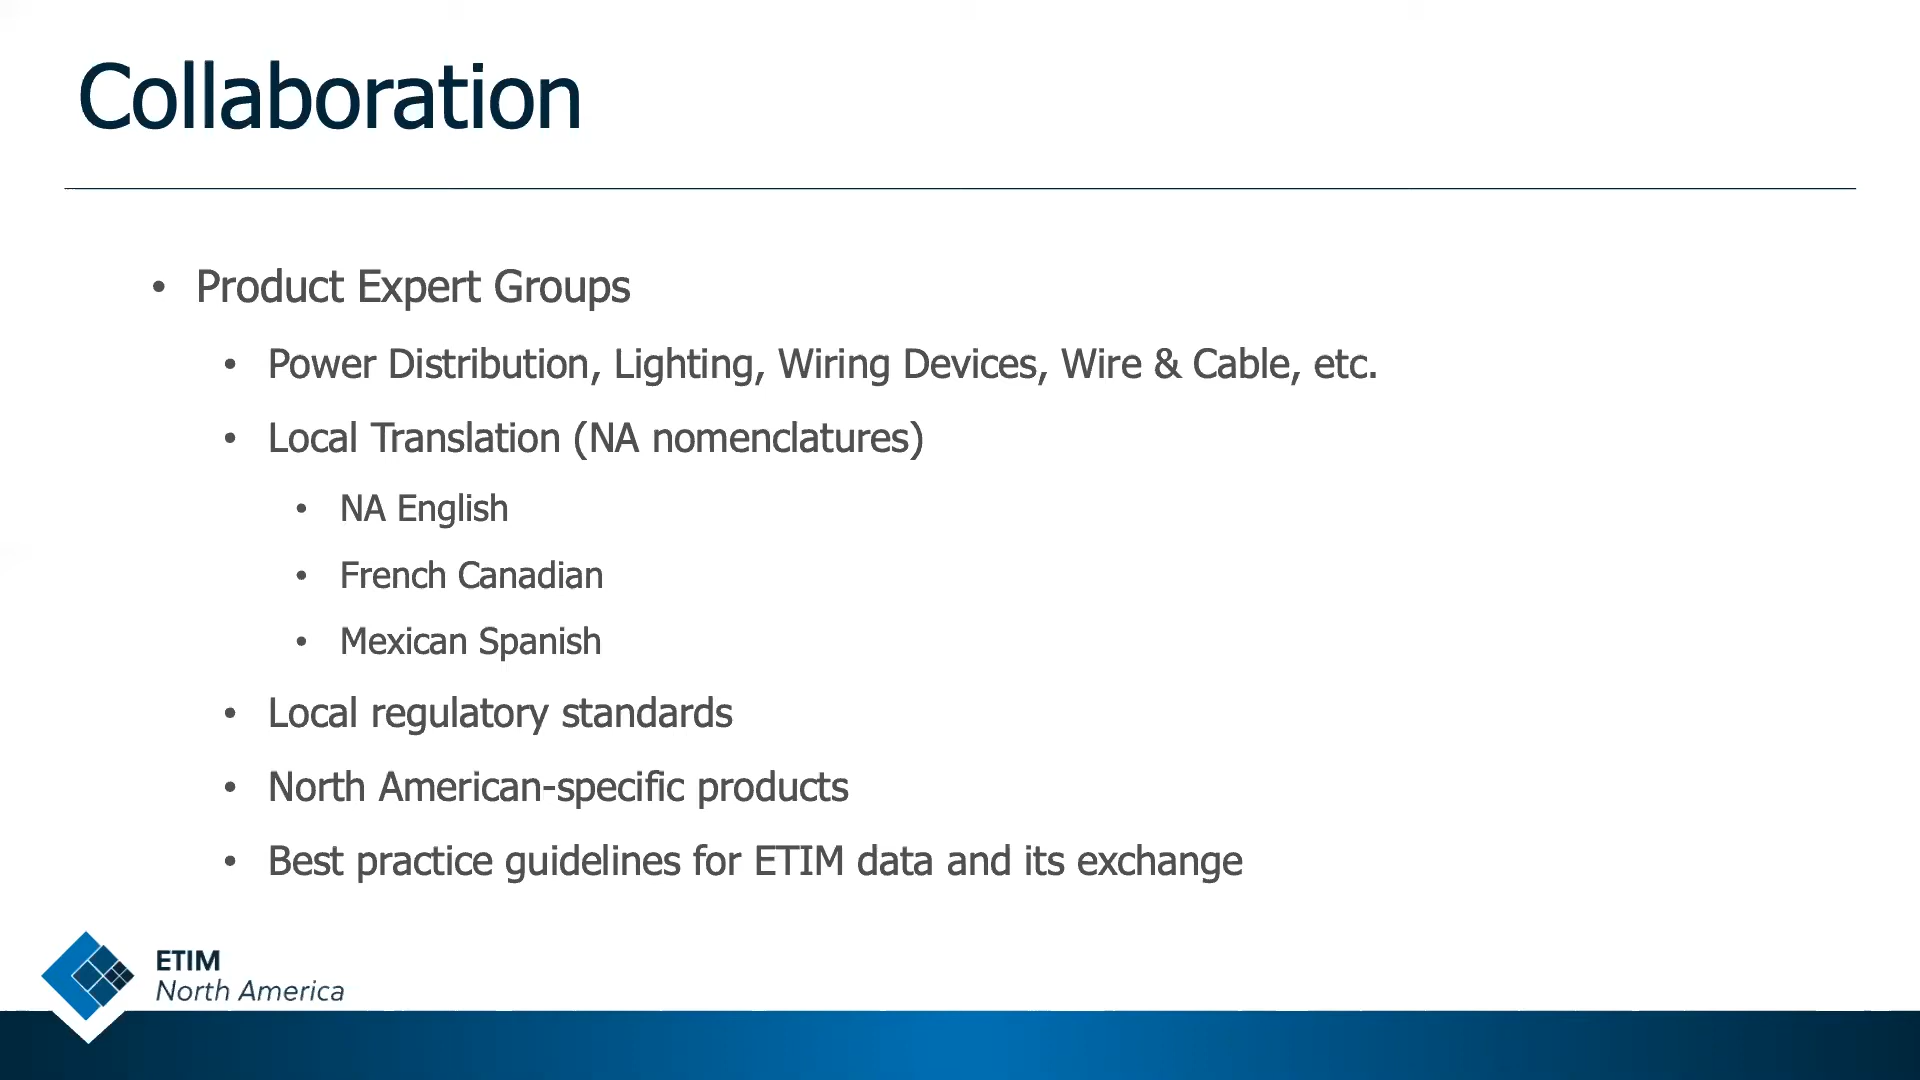 Collaboration
• Product Expert Groups
• Power Distribution, Lighting, Wiring Devices, Wire & Cable, etc.
• Local Translation (NA nomenclatures)
• NA English
• French Canadian
• Mexican Spanish
• Local regulatory standards
• North American-specific products
• Best practice guidelines for ETIM data and its exchange
ETIM
North America